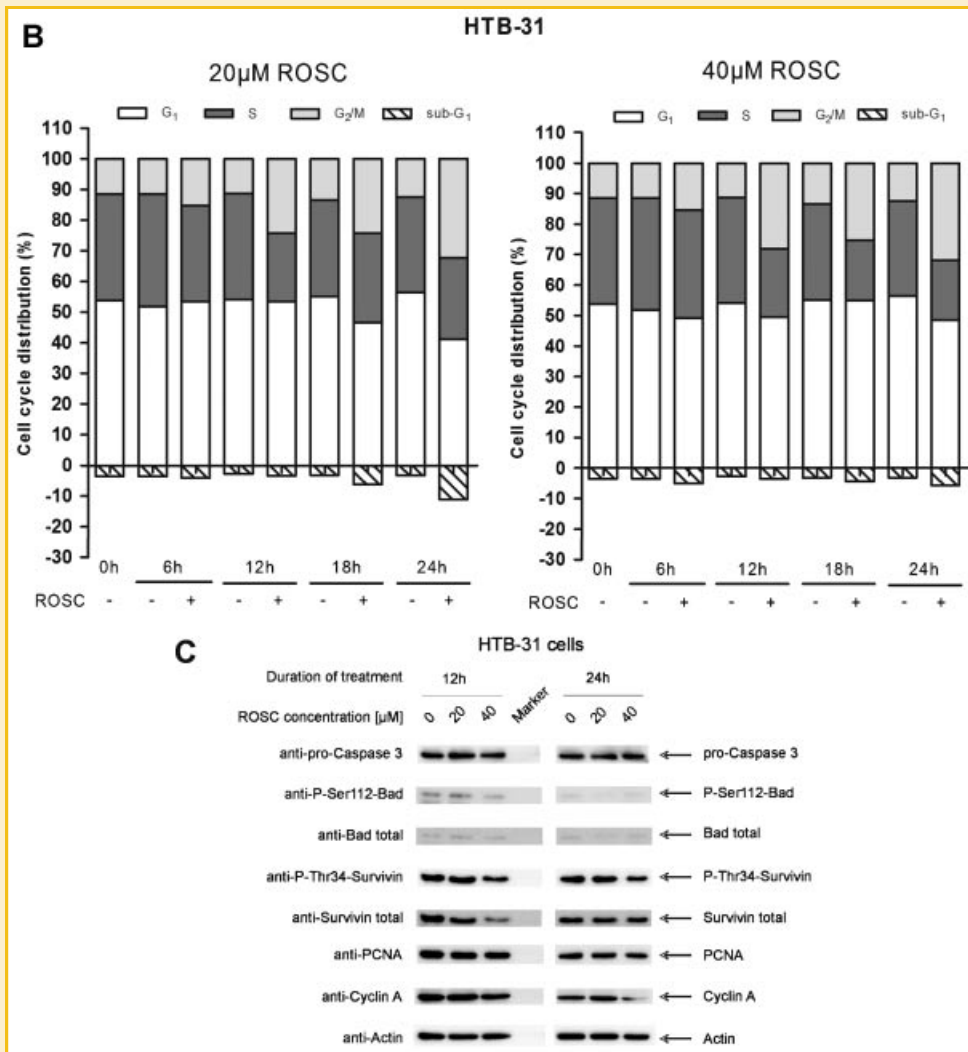 B
HTB-31
20µM ROSC
G₁ S G₂/M sub-G₁
Cell cycle distribution (%)
110
100
90
80
70
60
50
40
30
20
10
0
-10
-20
-30
0h 6h 12h 18h 24h
ROSC - - + - + - + - +
40µM ROSC
G₁ S G₂/M sub-G₁
Cell cycle distribution (%)
110
100
90
80
70
60
50
40
30
20
10
0
-10
-20
-30
0h 6h 12h 18h 24h
ROSC - - + - + - + - +
C
HTB-31 cells
Duration of treatment 12h 24h
ROSC concentration [µM] 0 20 40 Marker 0 20 40
anti-pro-Caspase 3 pro-Caspase 3
anti-P-Ser112-Bad P-Ser112-Bad
anti-Bad total Bad total
anti-P-Thr34-Survivin P-Thr34-Survivin
anti-Survivin total Survivin total
anti-PCNA PCNA
anti-Cyclin A Cyclin A
anti-Actin Actin